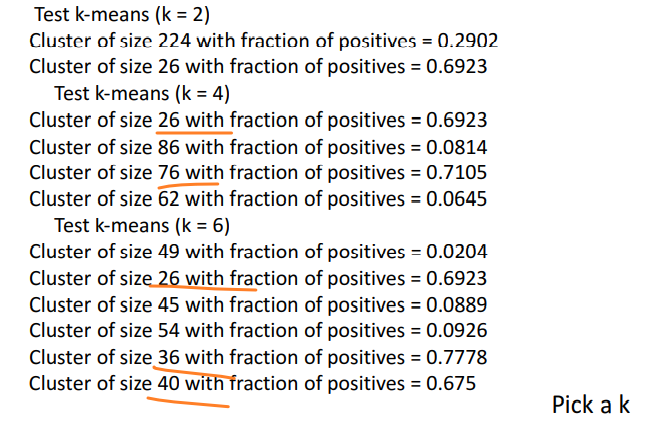 Test k-means (k = 2)
Cluster of size 224 with fraction of positives = 0.2902
Cluster of size 26 with fraction of positives = 0.6923
Test k-means (k = 4)
Cluster of size 26 with fraction of positives = 0.6923
Cluster of size 86 with fraction of positives = 0.0814
Cluster of size 76 with fraction of positives = 0.7105
Cluster of size 62 with fraction of positives = 0.0645
Test k-means (k = 6)
Cluster of size 49 with fraction of positives = 0.0204
Cluster of size 26 with fraction of positives = 0.6923
Cluster of size 45 with fraction of positives = 0.0889
Cluster of size 54 with fraction of positives = 0.0926
Cluster of size 36 with fraction of positives = 0.7778
Cluster of size 40 with fraction of positives = 0.675
Pick a k